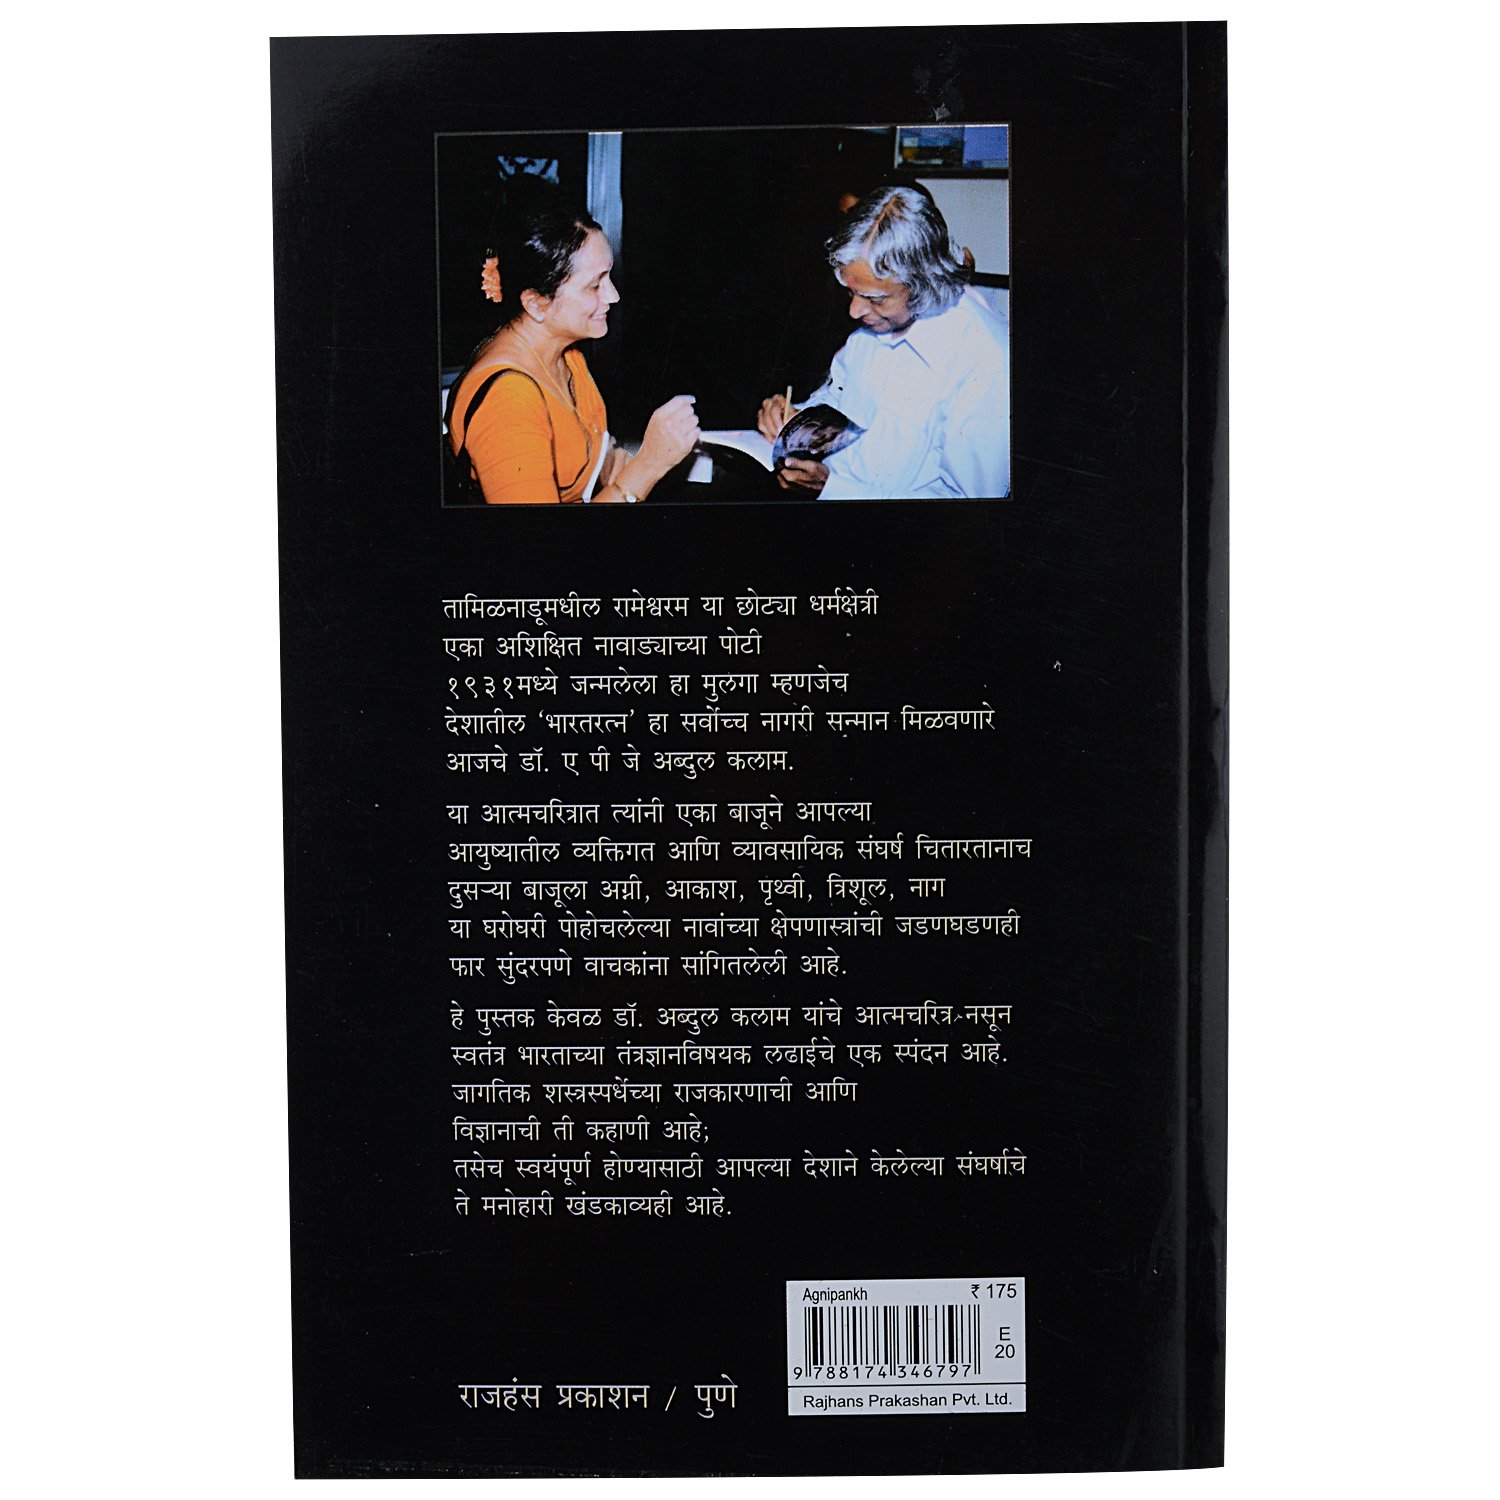 तामिळनाडूमधील रामेश्वरम या छोट्या धर्मक्षेत्री
एका अशिक्षित नावाड्याच्या पोटी
१९३१मध्ये जन्मलेला हा मुलगा म्हणजेच
देशातील ‘भारतरत्न’ हा सर्वोच्च नागरी सन्मान मिळवणारे
आजचे डॉ. ए पी जे अब्दुल कलाम.
या आत्मचरित्रात त्यांनी एका बाजूने आपल्या
आयुष्यातील व्यक्तिगत आणि व्यावसायिक संघर्ष चितारतानाच
दुसऱ्या बाजूला अग्नी, आकाश, पृथ्वी, त्रिशूल, नाग
या घरोघरी पोहोचलेल्या नावांच्या क्षेपणास्त्रांची जडणघडणही
फार सुंदरपणे वाचकांना सांगितलेली आहे.
हे पुस्तक केवळ डॉ. अब्दुल कलाम यांचे आत्मचरित्र नसून
स्वतंत्र भारताच्या तंत्रज्ञानविषयक लढाईचे एक स्पंदन आहे.
जागतिक शस्त्रस्पर्धेच्या राजकारणाची आणि
विज्ञानाची ती कहाणी आहे;
तसेच स्वयंपूर्ण होण्यासाठी आपल्या देशाने केलेल्या संघर्षाचे
ते मनोहारी खंडकाव्यही आहे.
Agnipankh ₹ 175
E
20
9 788174 346797
Rajhans Prakashan Pvt. Ltd.
राजहंस प्रकाशन / पुणे